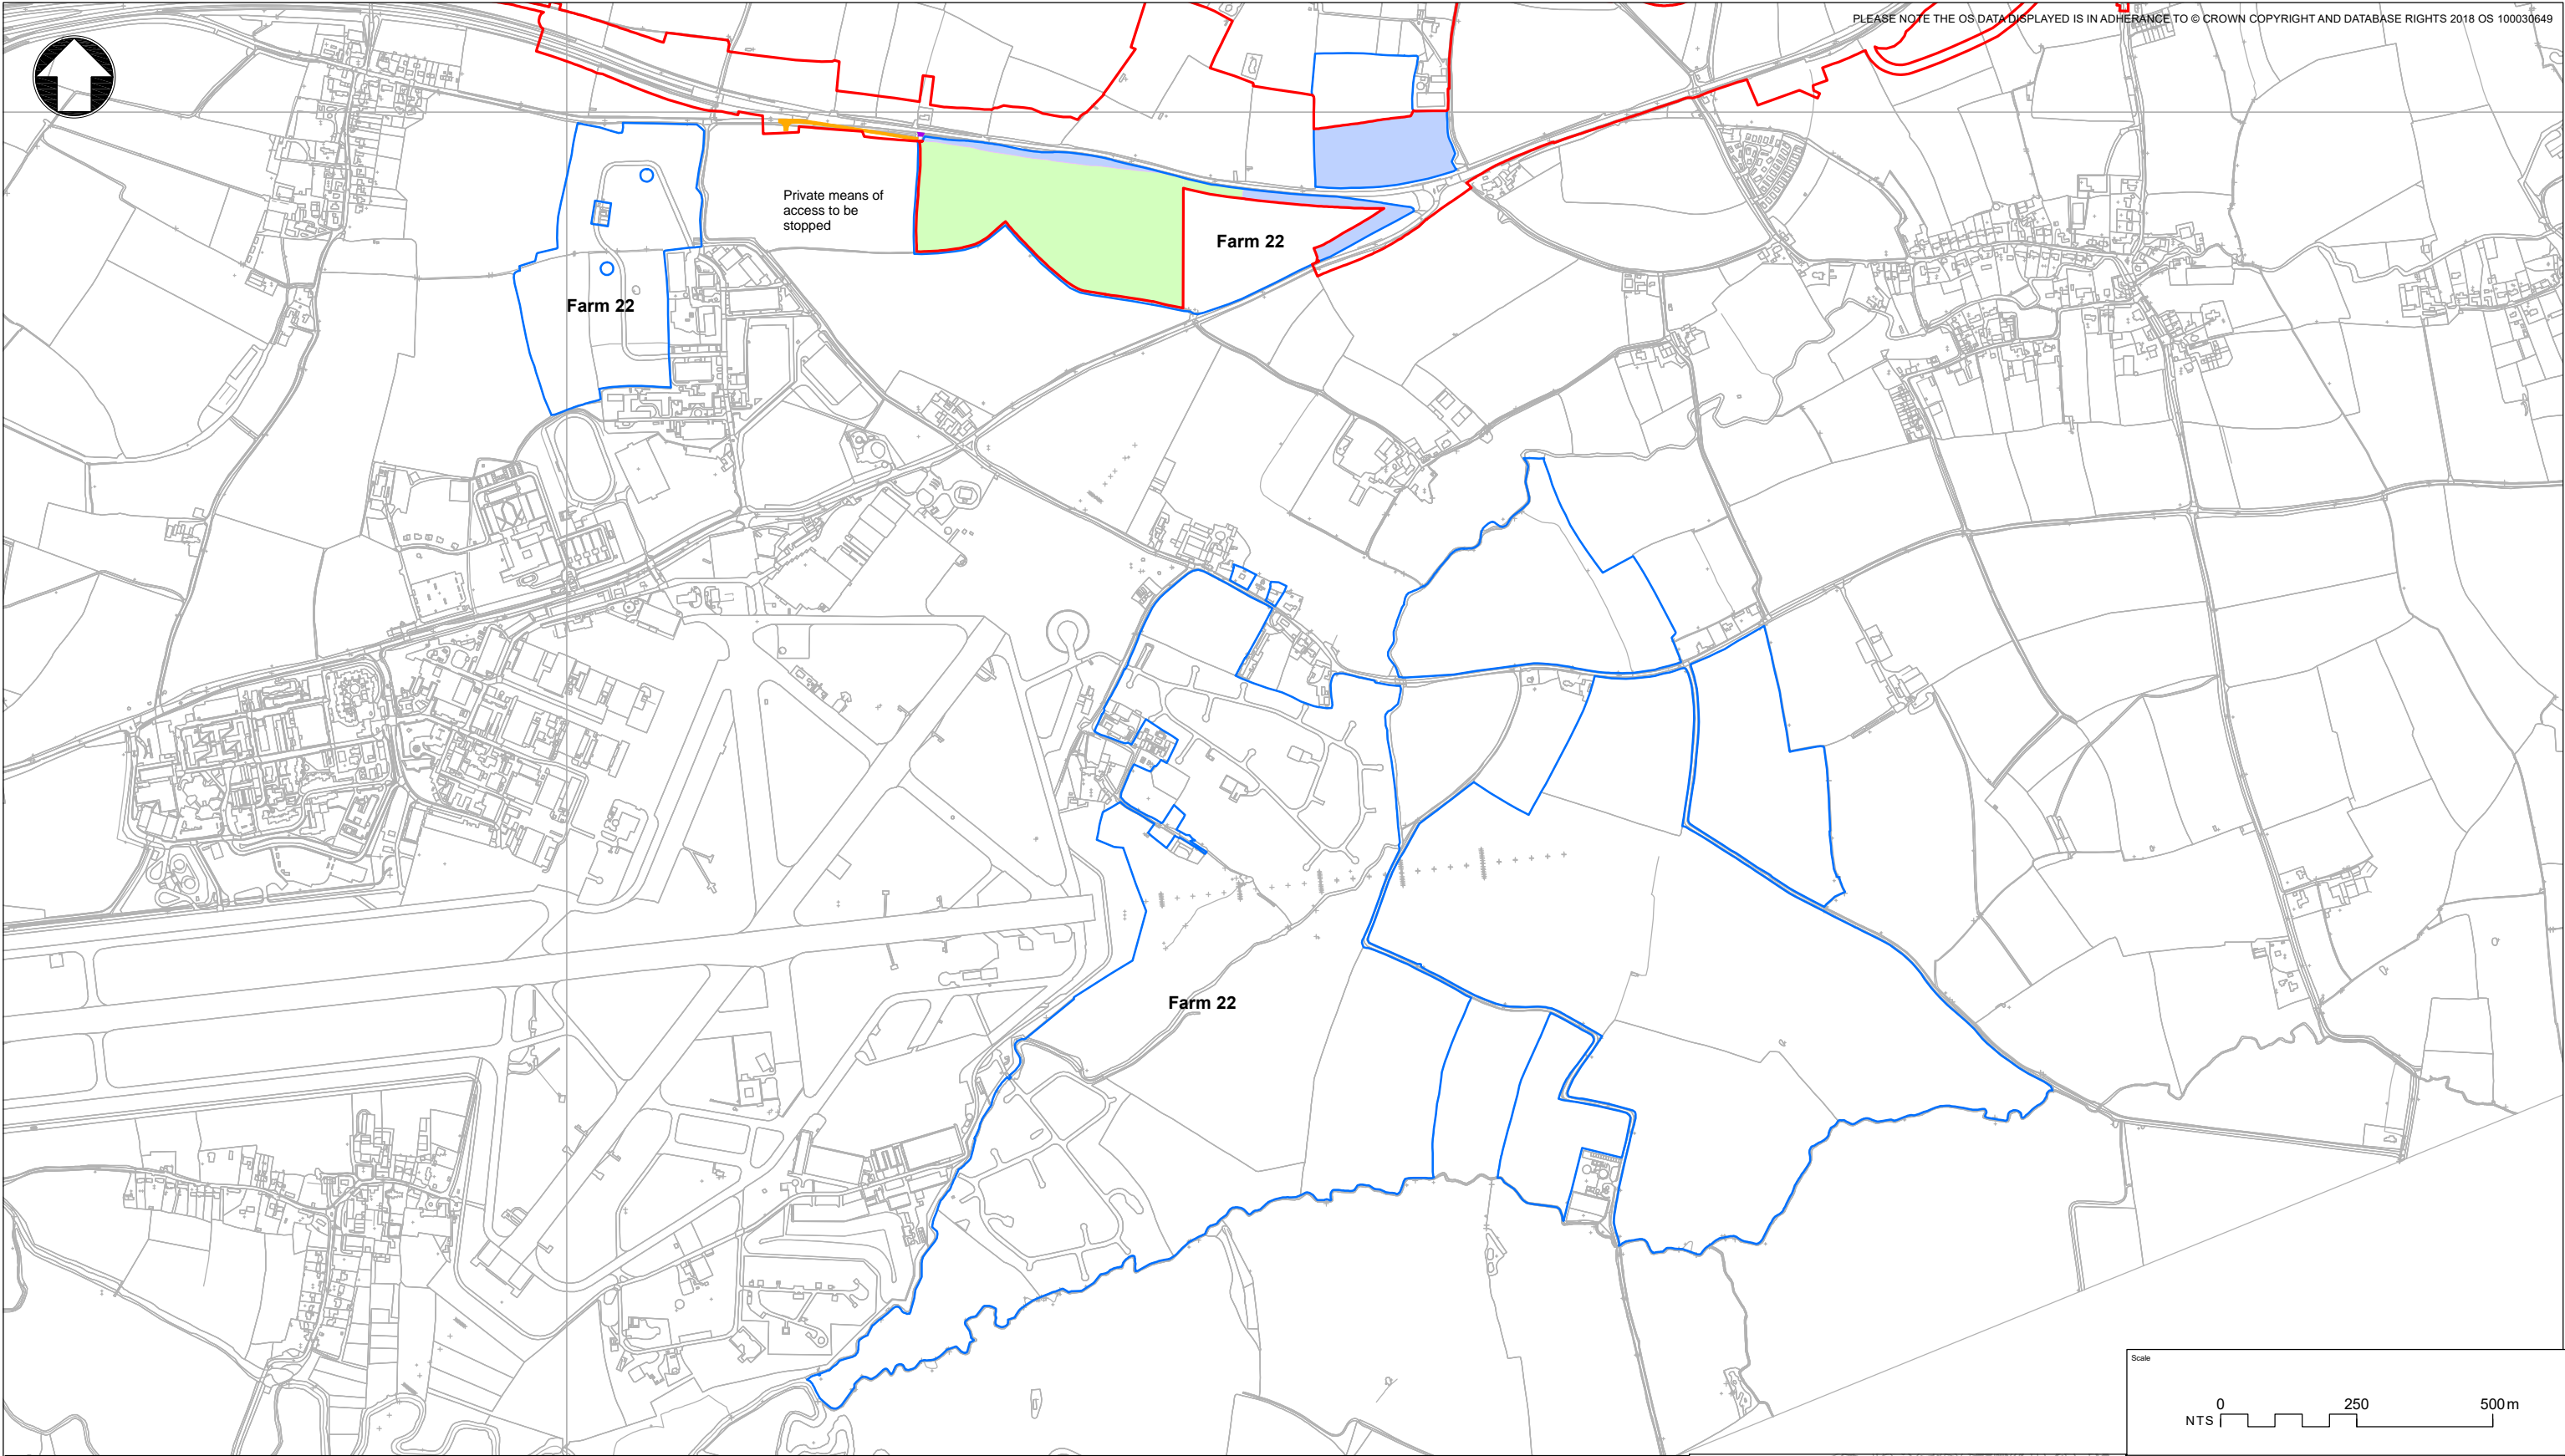 PLEASE NOTE THE OS DATA DISPLAYED IS IN ADHERANCE TO © CROWN COPYRIGHT AND DATABASE RIGHTS 2018 OS 100030649
Private means of
access to be
stopped
Farm 22
Farm 22
Farm 22
Scale
0 250 500 m
NTS